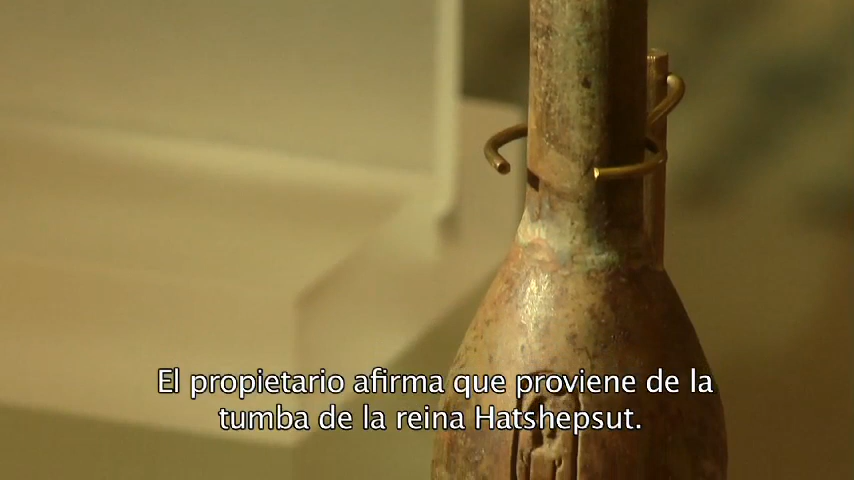 El propietario afirma que proviene de la
tumba de la reina Hatshepsut.